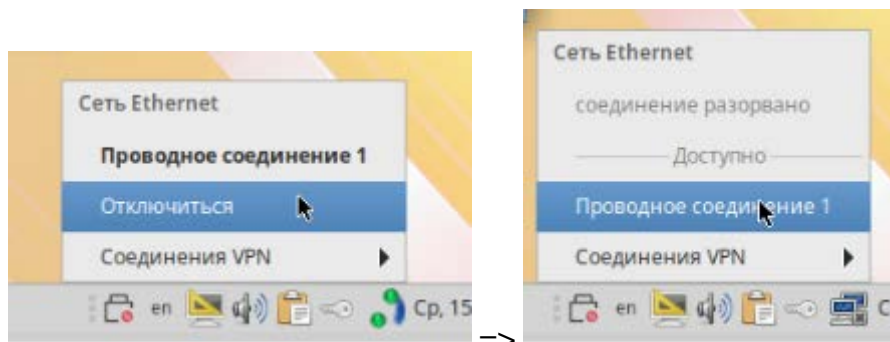 Сеть Ethernet
Проводное соединение 1
Отключиться
Соединения VPN
en
Ср, 15
–>
Сеть Ethernet
соединение разорвано
Доступно
Проводное соединение 1
Соединения VPN
en
С